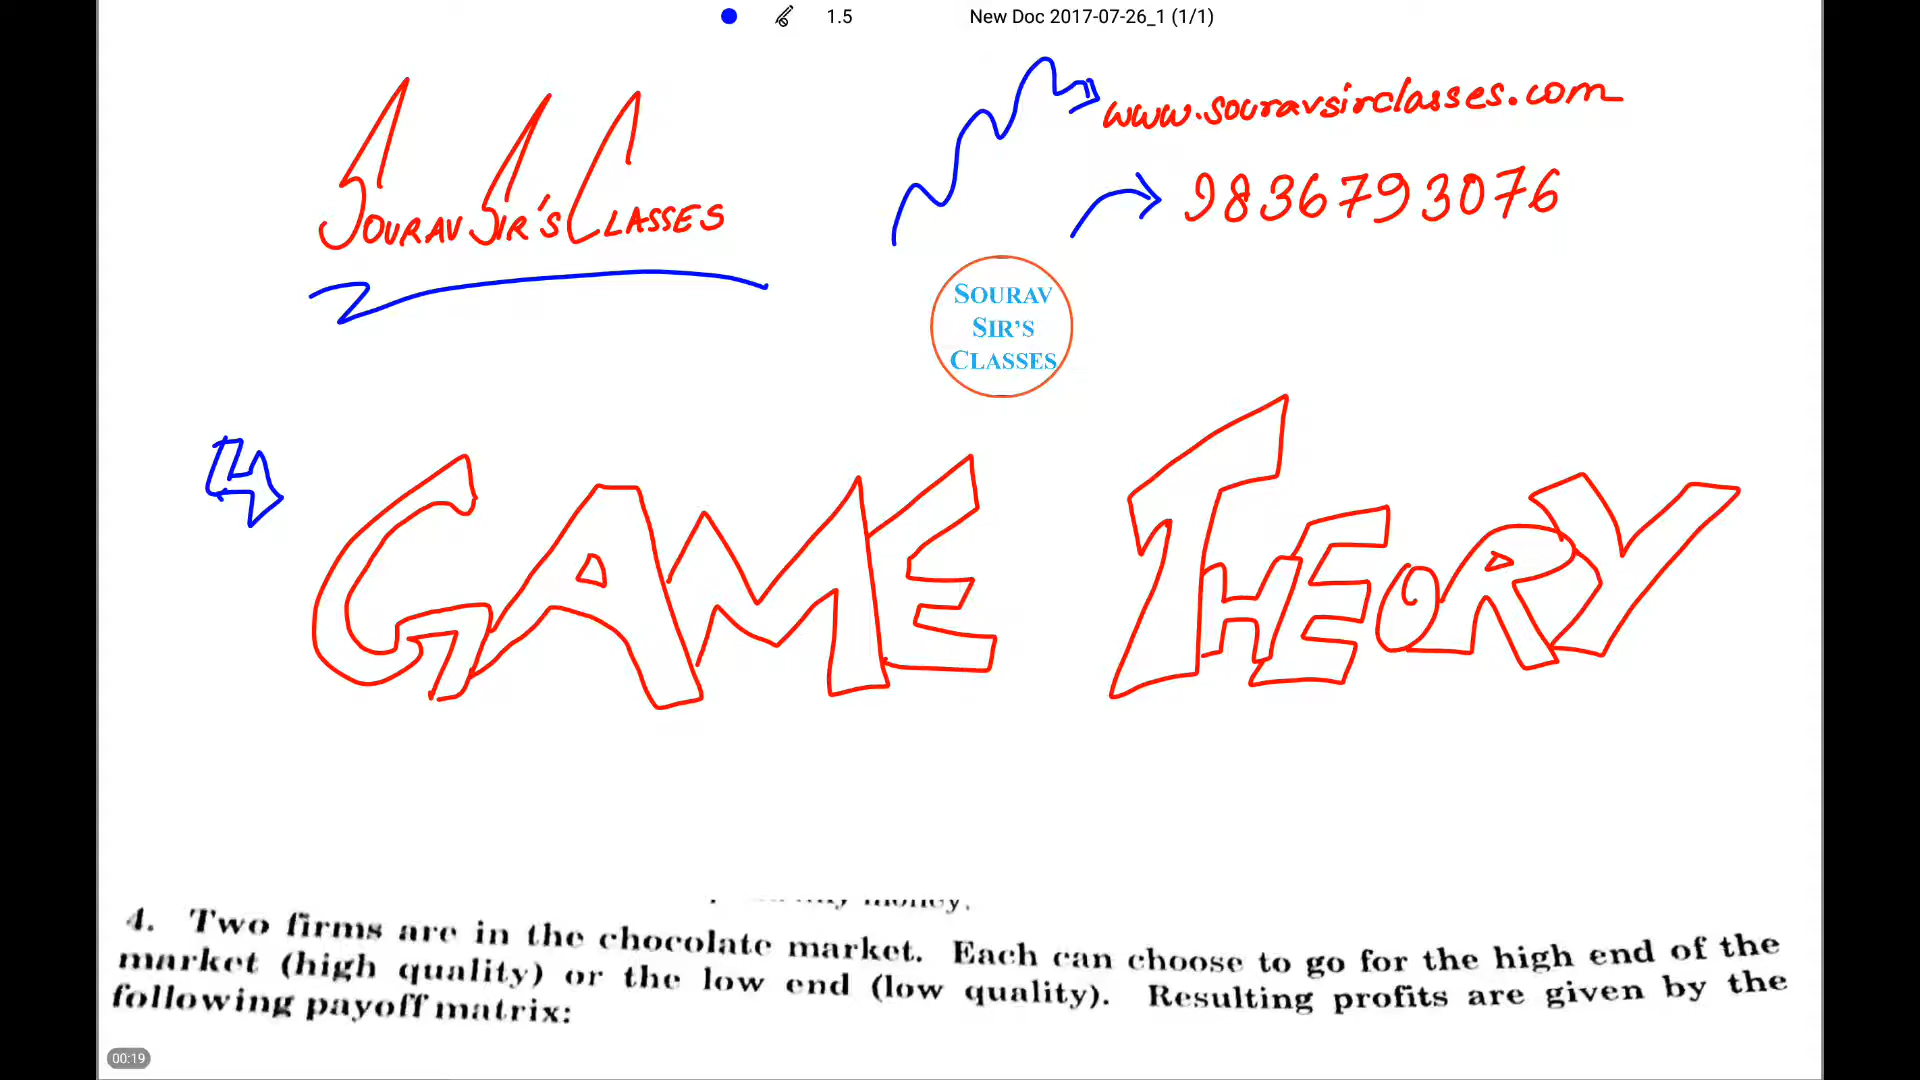 1.5 New Doc 2017-07-26_1 (1/1)
SOURAV SIR'S CLASSES
www.souravsirclasses.com
9836793076
SOURAV
SIR'S
CLASSES
GAME THEORY
money.
4. Two firms are in the chocolate market. Each can choose to go for the high end of the
market (high quality) or the low end (low quality). Resulting profits are given by the
following payoff matrix:
00:19